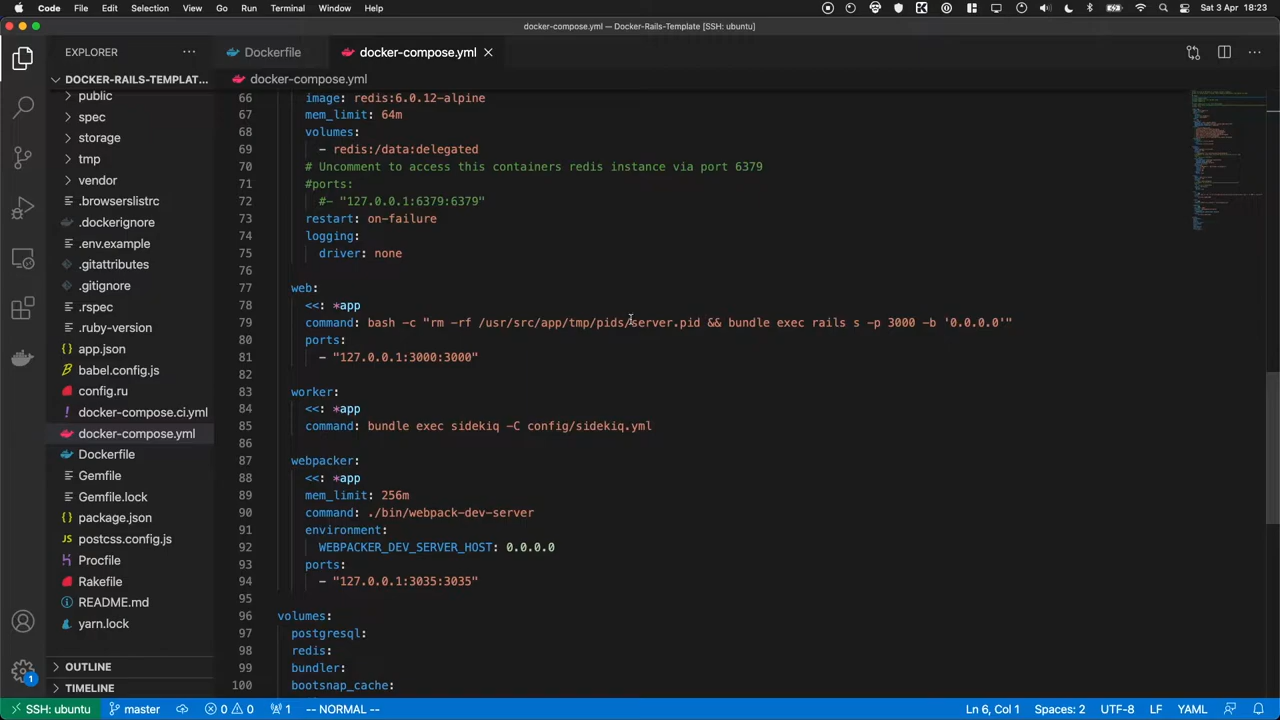 Code File Edit Selection View Go Run Terminal Window Help Sat 3 Apr 18:23
docker-compose.yml — Docker-Rails-Template [SSH: ubuntu]
EXPLORER ···
Dockerfile
docker-compose.yml ×
DOCKER-RAILS-TEMPLAT...
docker-compose.yml
public
spec
storage
tmp
vendor
.browserslistrc
.dockerignore
.env.example
.gitattributes
.gitignore
.rspec
.ruby-version
app.json
babel.config.js
config.ru
docker-compose.ci.yml
docker-compose.yml
Dockerfile
Gemfile
Gemfile.lock
package.json
postcss.config.js
Procfile
Rakefile
README.md
yarn.lock
OUTLINE
TIMELINE
66 image: redis:6.0.12-alpine
67 mem_limit: 64m
68 volumes:
69 - redis:/data:delegated
70 # Uncomment to access this containers redis instance via port 6379
71 #ports:
72 #- "127.0.0.1:6379:6379"
73 restart: on-failure
74 logging:
75 driver: none
76
77 web:
78 <<: *app
79 command: bash -c "rm -rf /usr/src/app/tmp/pids/server.pid && bundle exec rails s -p 3000 -b '0.0.0.0'"
80 ports:
81 - "127.0.0.1:3000:3000"
82
83 worker:
84 <<: *app
85 command: bundle exec sidekiq -C config/sidekiq.yml
86
87 webpacker:
88 <<: *app
89 mem_limit: 256m
90 command: ./bin/webpack-dev-server
91 environment:
92 WEBPACKER_DEV_SERVER_HOST: 0.0.0.0
93 ports:
94 - "127.0.0.1:3035:3035"
95
96 volumes:
97 postgresql:
98 redis:
99 bundler:
100 bootsnap_cache:
1
SSH: ubuntu master 0 0 1 -- NORMAL -- Ln 6, Col 1 Spaces: 2 UTF-8 LF YAML